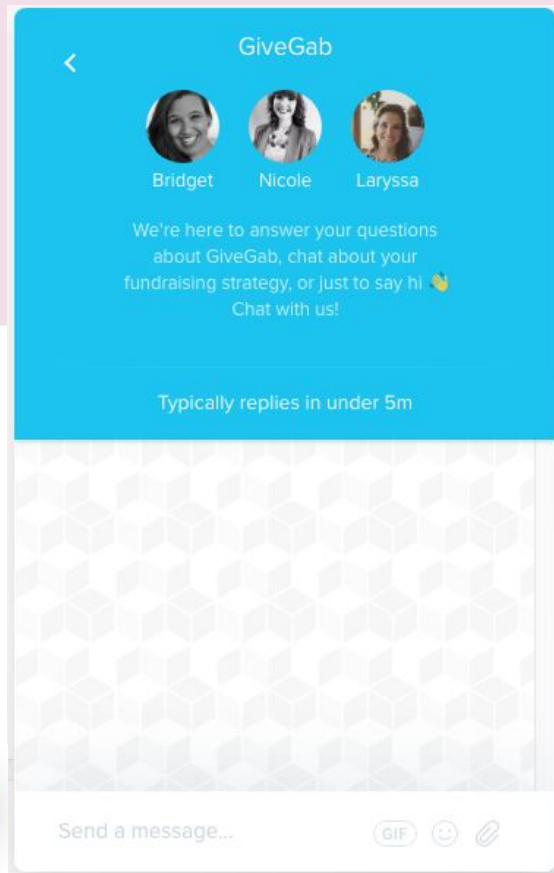 GiveGab
Bridget Nicole Laryssa
We're here to answer your questions
about GiveGab, chat about your
fundraising strategy, or just to say hi 👋
Chat with us!
Typically replies in under 5m
Send a message...
GIF